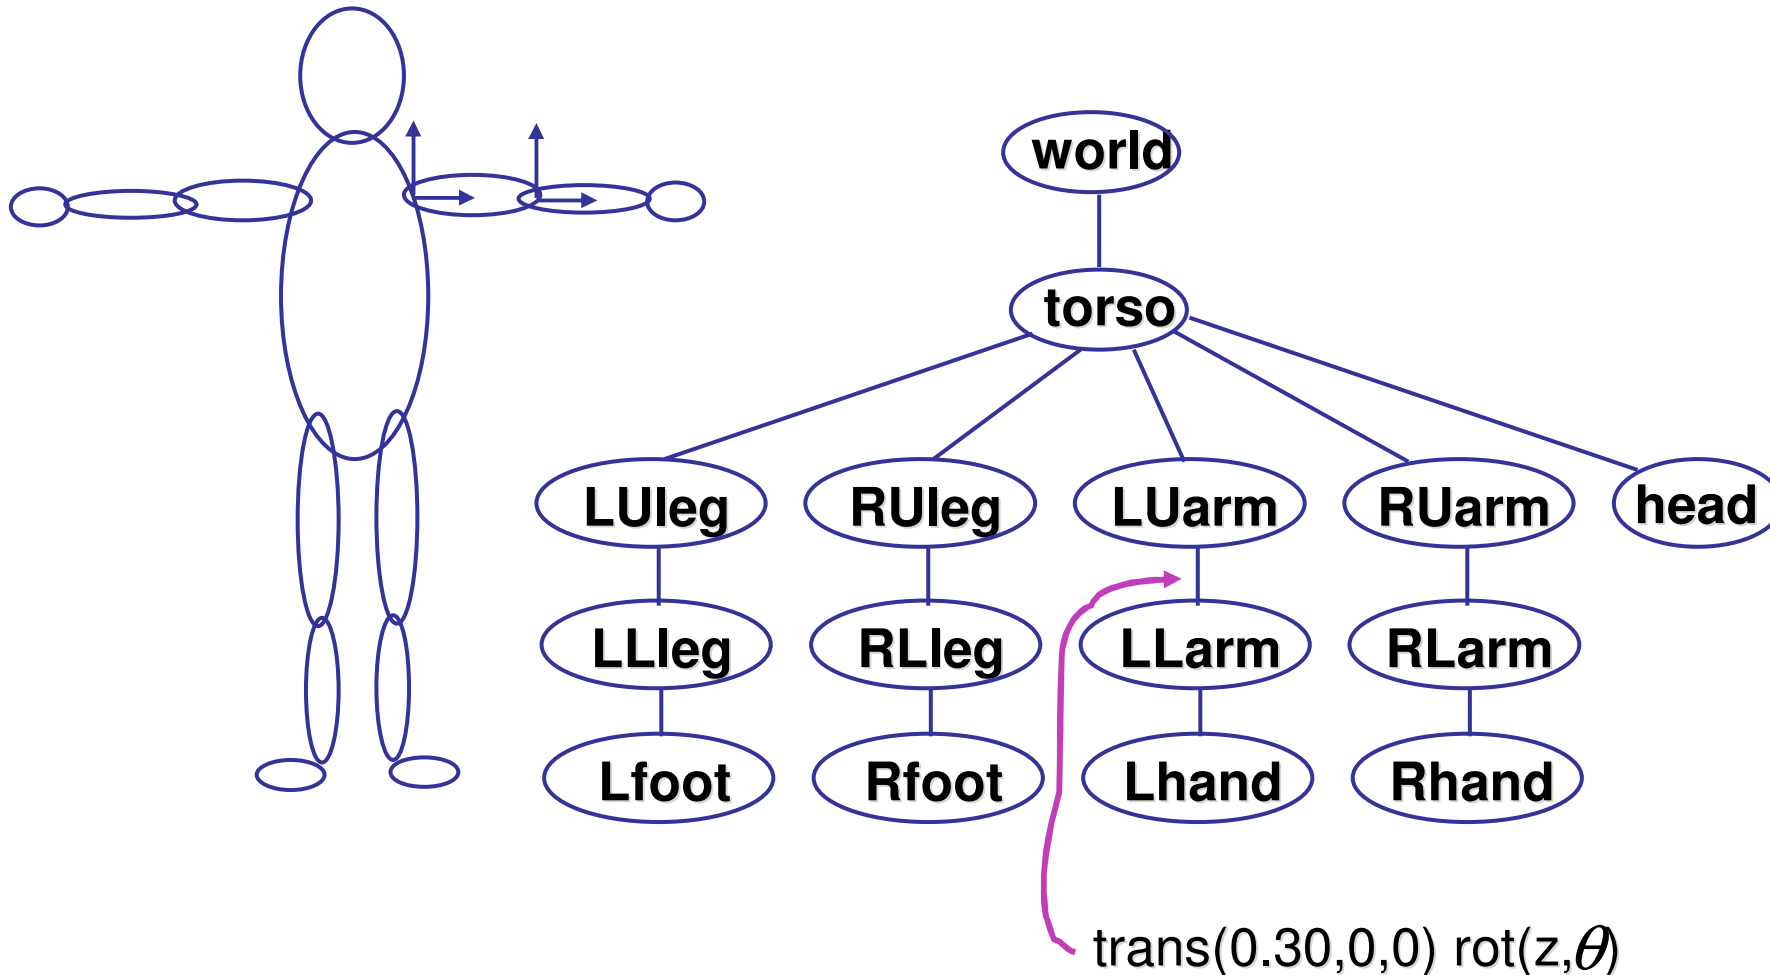 world
torso
LUleg RUleg LUarm RUarm head
LLleg RLleg LLarm RLarm
Lfoot Rfoot Lhand Rhand
trans(0.30,0,0) rot(z,θ)